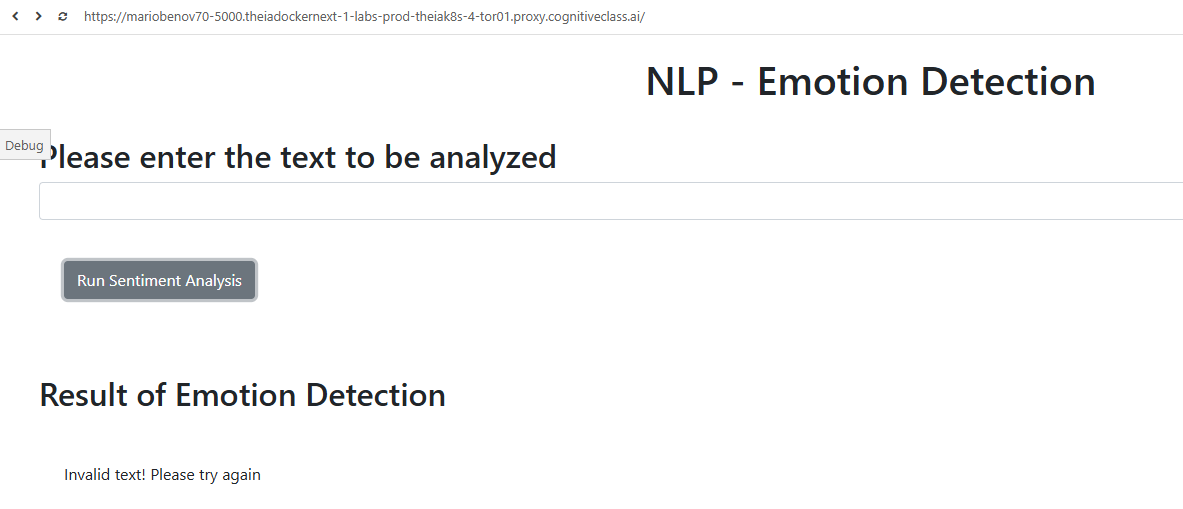 https://mariobenov70-5000.theiadockernext-1-labs-prod-theiak8s-4-tor01.proxy.cognitiveclass.ai/
NLP - Emotion Detection
Debug
Please enter the text to be analyzed
Run Sentiment Analysis
Result of Emotion Detection
Invalid text! Please try again